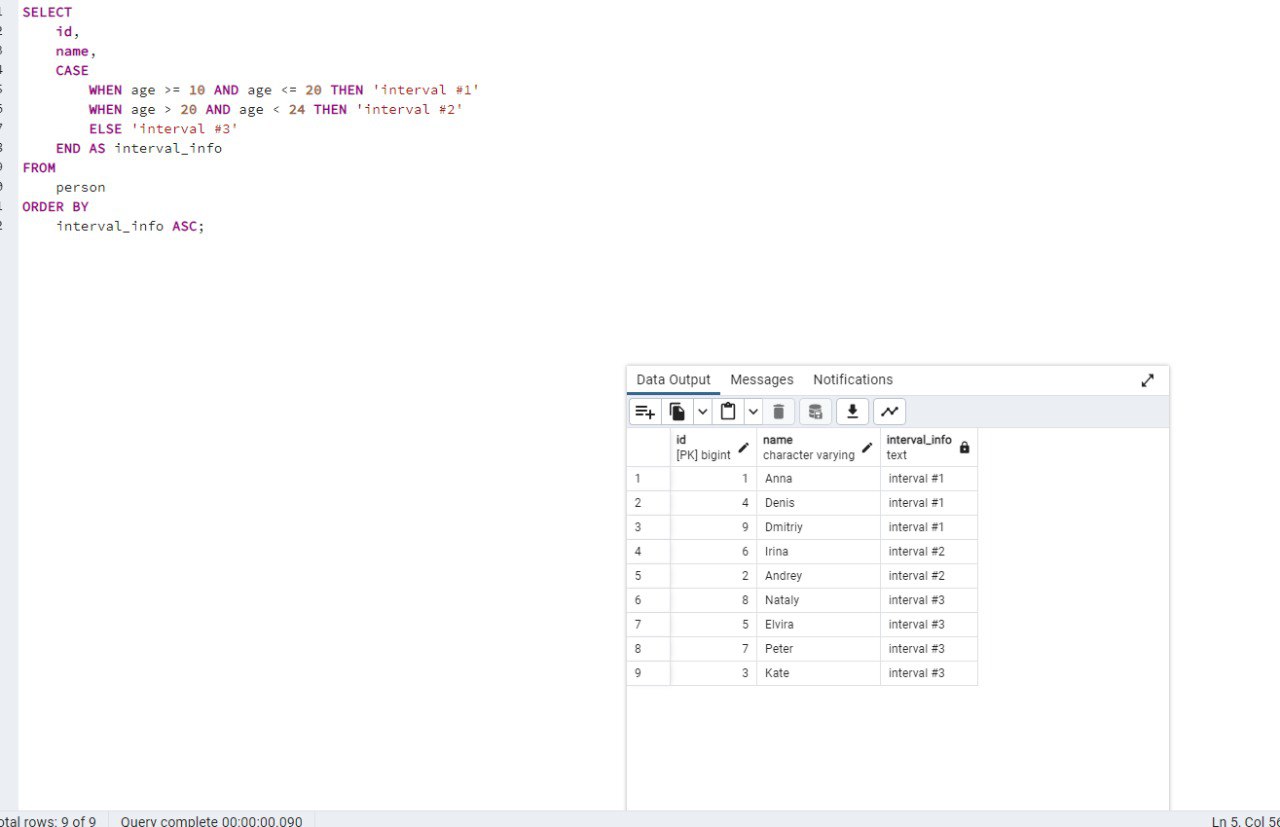 SELECT
id,
name,
CASE
WHEN age >= 10 AND age <= 20 THEN 'interval #1'
WHEN age > 20 AND age < 24 THEN 'interval #2'
ELSE 'interval #3'
END AS interval_info
FROM
person
ORDER BY
interval_info ASC;
Data Output Messages Notifications
id name interval_info
[PK] bigint character varying text
1 1 Anna interval #1
2 4 Denis interval #1
3 9 Dmitriy interval #1
4 6 Irina interval #2
5 2 Andrey interval #2
6 8 Nataly interval #3
7 5 Elvira interval #3
8 7 Peter interval #3
9 3 Kate interval #3
rows: 9 of 9 Query complete 00:00:00.090 Ln 5, Col